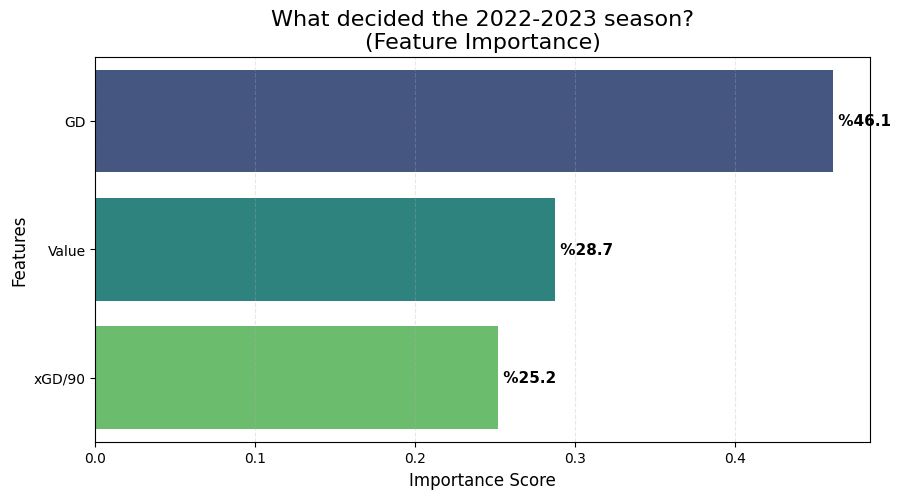 What decided the 2022-2023 season?
(Feature Importance)
Features
GD
%46.1
Value
%28.7
xGD/90
%25.2
0.0 0.1 0.2 0.3 0.4
Importance Score